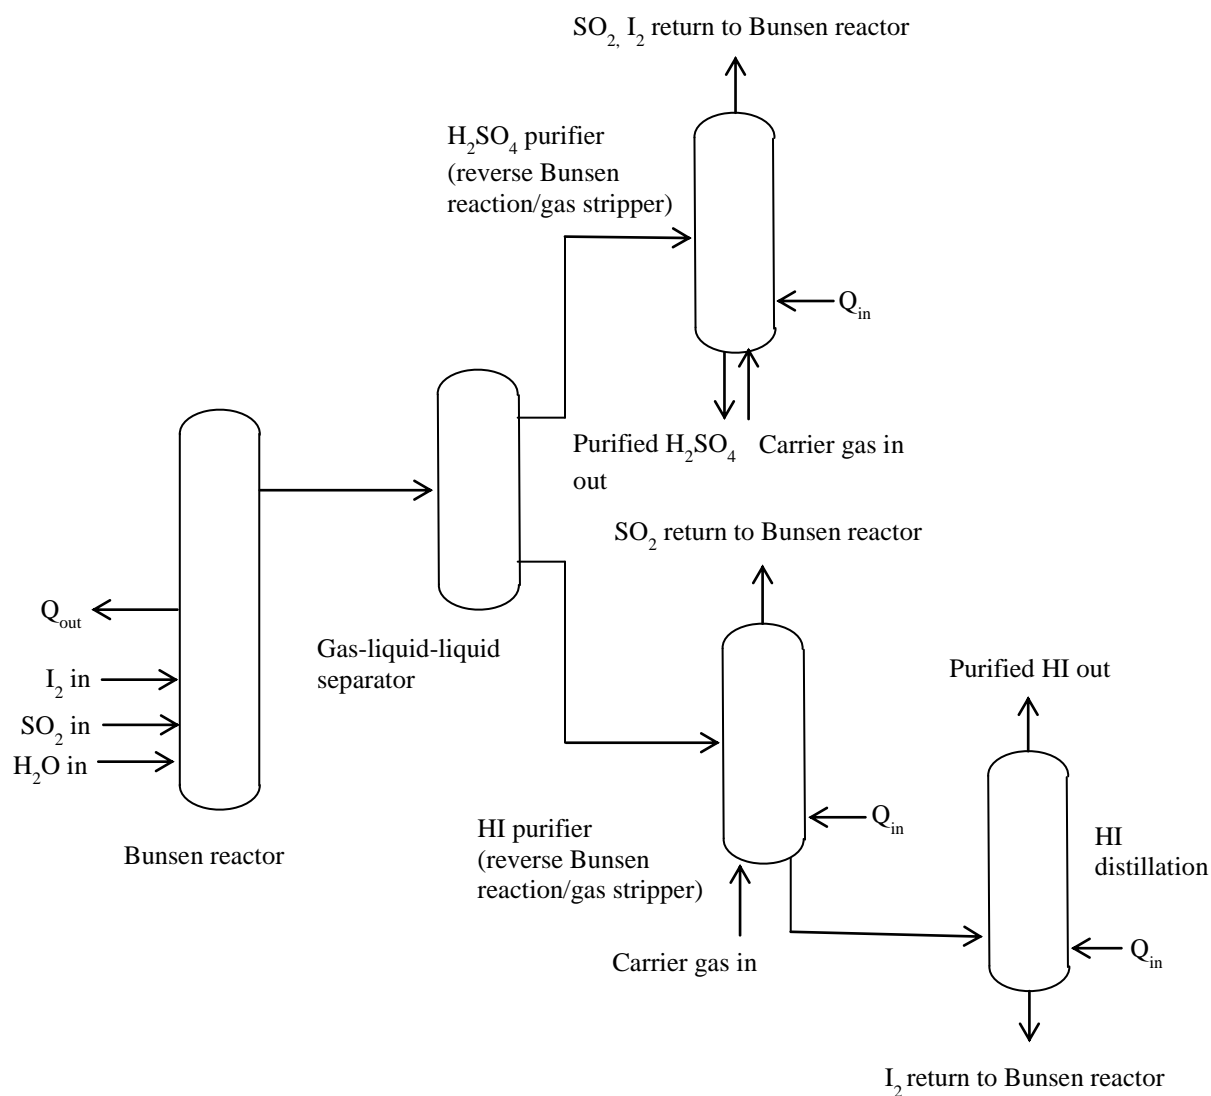 SO₂, I₂ return to Bunsen reactor
H₂SO₄ purifier
(reverse Bunsen
reaction/gas stripper)
Qᵢₙ
Purified H₂SO₄
out
Carrier gas in
SO₂ return to Bunsen reactor
Qₒᵤₜ
I₂ in
SO₂ in
H₂O in
Bunsen reactor
Gas-liquid-liquid
separator
Purified HI out
HI purifier
(reverse Bunsen
reaction/gas stripper)
Qᵢₙ
Carrier gas in
HI
distillation
Qᵢₙ
I₂ return to Bunsen reactor